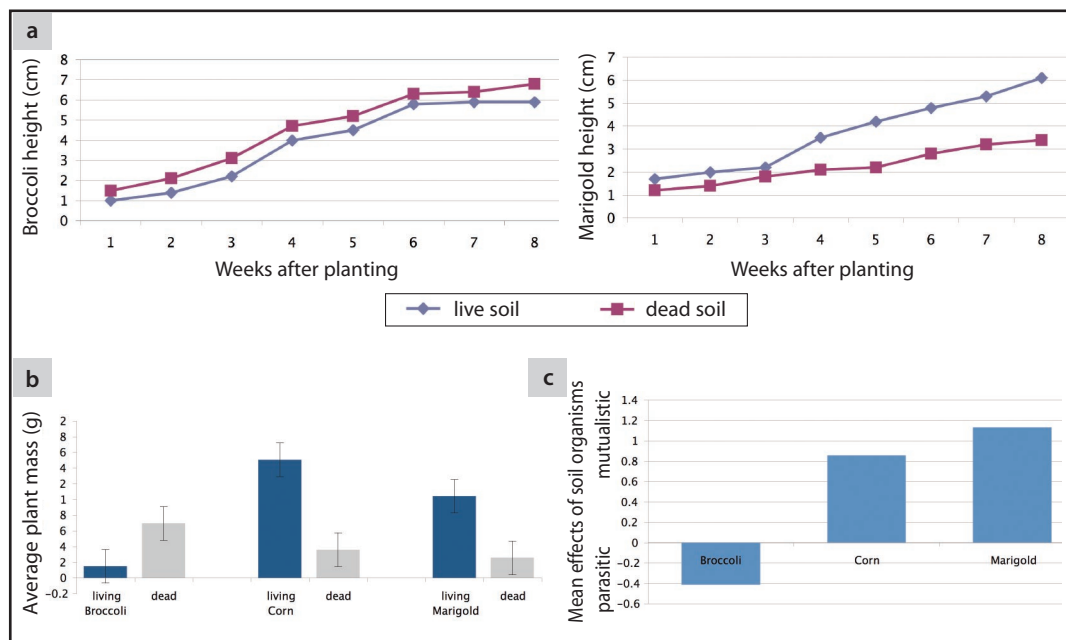 a
Broccoli height (cm)
8
7
6
5
4
3
2
1
0
1 2 3 4 5 6 7 8
Weeks after planting
Marigold height (cm)
7
6
5
4
3
2
1
0
1 2 3 4 5 6 7 8
Weeks after planting
live soil dead soil
b
Average plant mass (g)
2
8
6
4
2
1
8
6
4
0
–0.2
living dead living dead living dead
Broccoli Corn Marigold
c
Mean effects of soil organisms
parasitic mutualistic
1.4
1.2
1
0.8
0.6
0.4
0.2
0
–0.2
–0.4
–0.6
Broccoli Corn Marigold